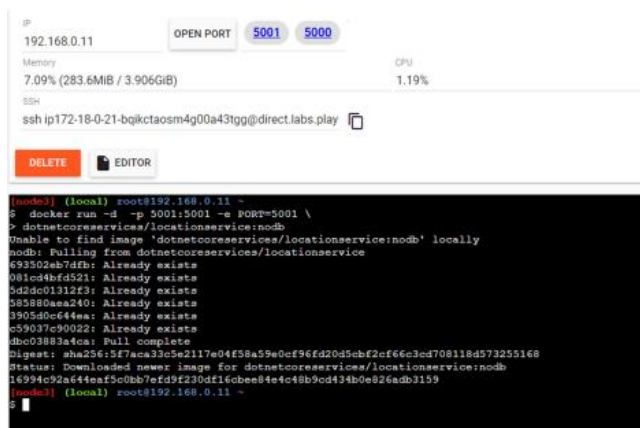 IP
192.168.0.11
OPEN PORT
5001
5000
Memory
7.09% (283.6MiB / 3.906GiB)
CPU
1.19%
SSH
ssh ip172-18-0-21-bqikctaosm4g00a43tgg@direct.labs.play
DELETE
EDITOR
[node3] (local) root@192.168.0.11 ~
$ docker run -d -p 5001:5001 -e PORT=5001 \
> dotnetcoreservices/locationservice:nodb
Unable to find image 'dotnetcoreservices/locationservice:nodb' locally
nodb: Pulling from dotnetcoreservices/locationservice
693502eb7dfb: Already exists
081cd4bfd521: Already exists
5d2dc01312f3: Already exists
585880aea240: Already exists
3905d0c644ea: Already exists
c59037c90022: Already exists
dbc03883a4ca: Pull complete
Digest: sha256:5f7aca33c5e2117e04f58a59e0cf96fd20d5cbf2cf66c3cd708118d573255168
Status: Downloaded newer image for dotnetcoreservices/locationservice:nodb
16994c92a644eaf5c0bb7efd9f230df16cbee84e4c48b9cd434b0e826adb3159
[node3] (local) root@192.168.0.11 ~
$